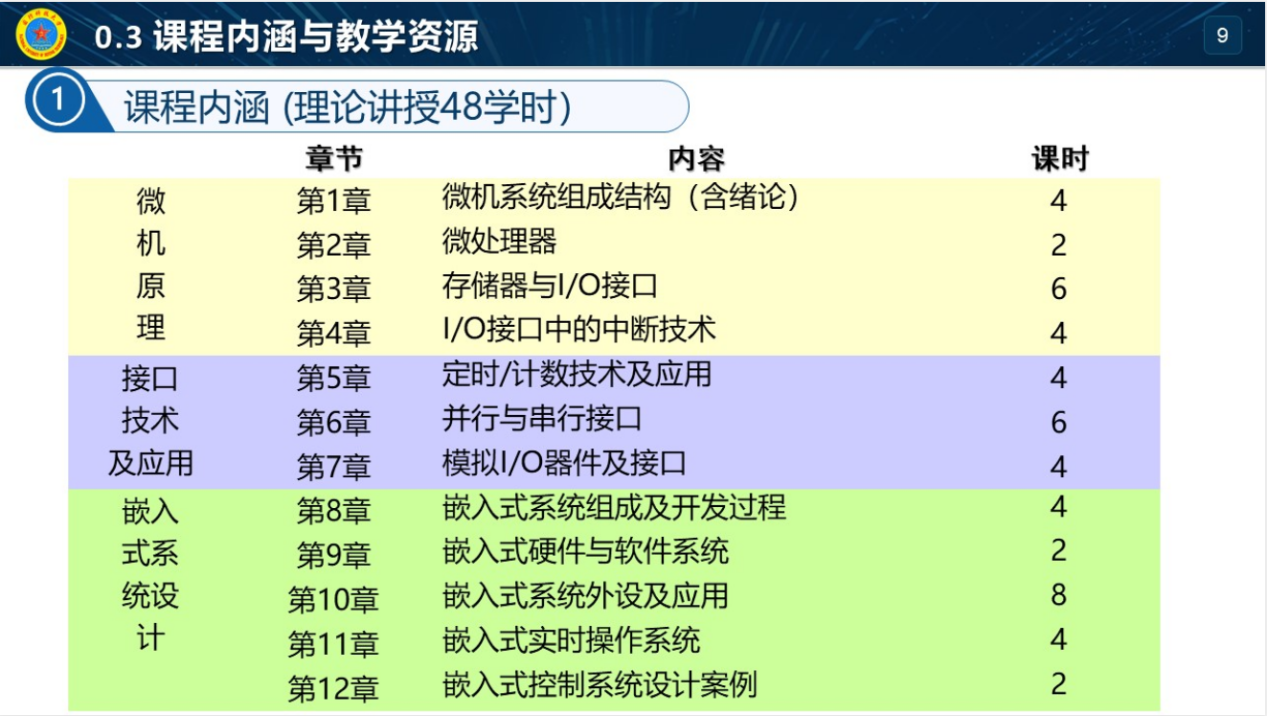 0.3 课程内涵与教学资源
9
1
课程内涵 (理论讲授48学时)
章节 内容 课时
微机原理
第1章 微机系统组成结构（含绪论） 4
第2章 微处理器 2
第3章 存储器与I/O接口 6
第4章 I/O接口中的中断技术 4
接口技术及应用
第5章 定时/计数技术及应用 4
第6章 并行与串行接口 6
第7章 模拟I/O器件及接口 4
嵌入式系统设计
第8章 嵌入式系统组成及开发过程 4
第9章 嵌入式硬件与软件系统 2
第10章 嵌入式系统外设及应用 8
第11章 嵌入式实时操作系统 4
第12章 嵌入式控制系统设计案例 2